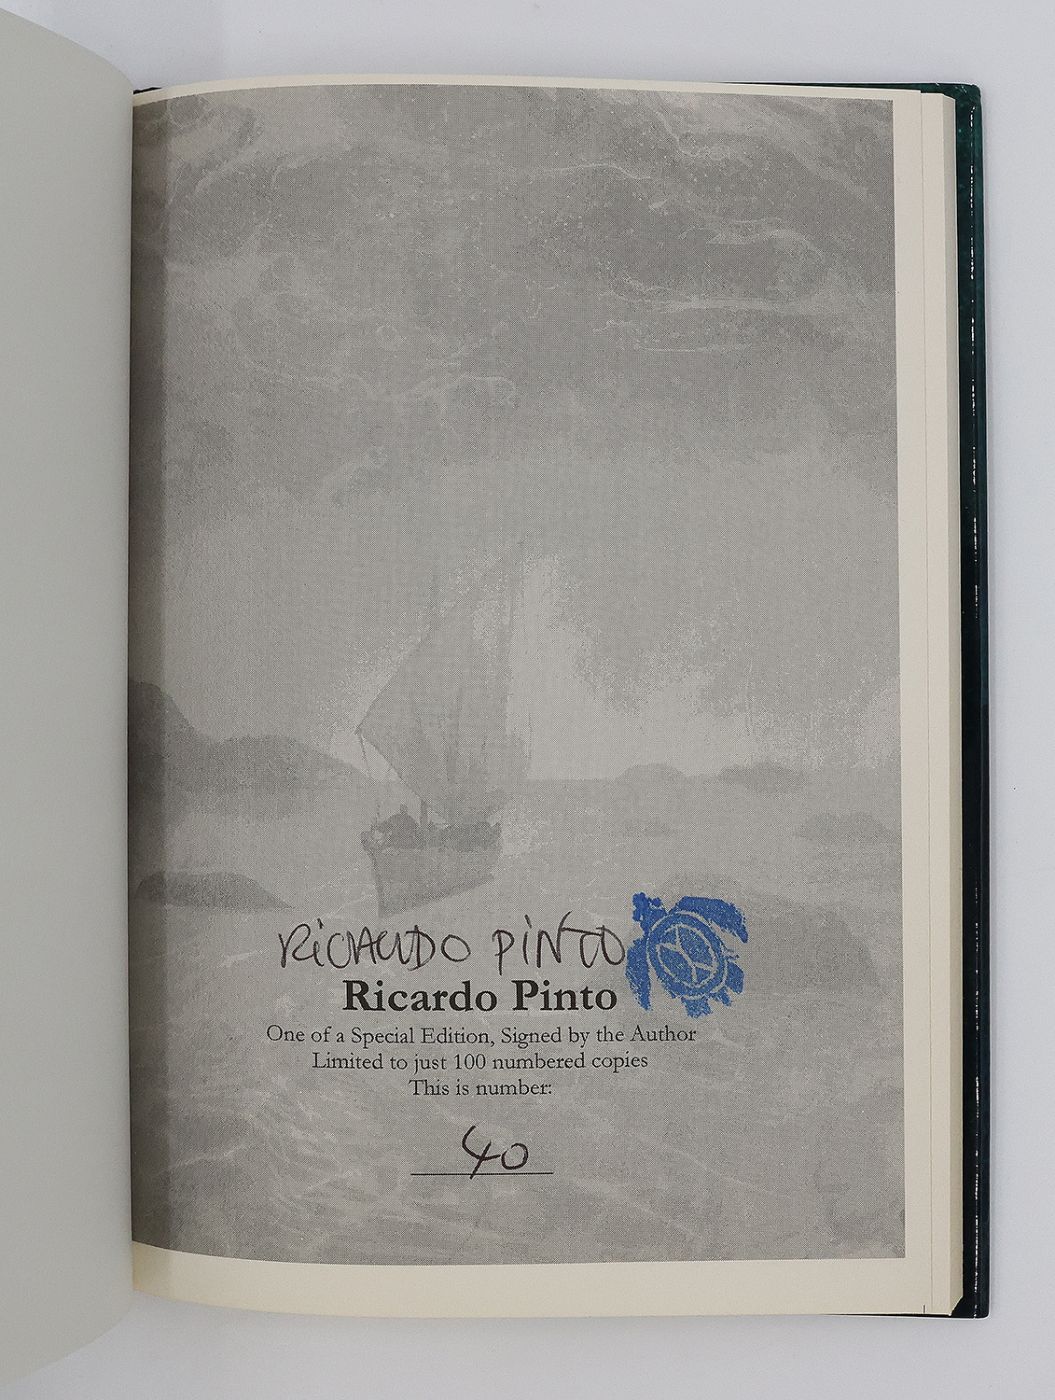 RICARDO PINTO
Ricardo Pinto
One of a Special Edition, Signed by the Author
Limited to just 100 numbered copies
This is number:
40